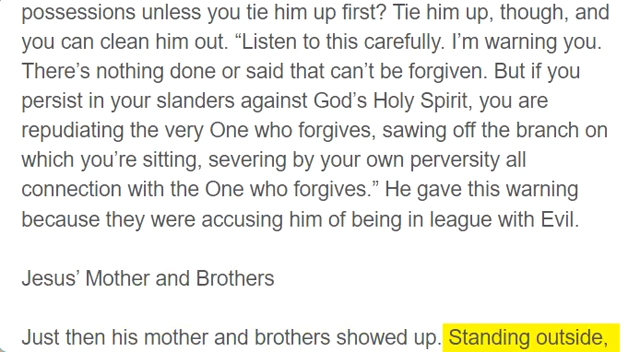 possessions unless you tie him up first? Tie him up, though, and
you can clean him out. “Listen to this carefully. I’m warning you.
There’s nothing done or said that can’t be forgiven. But if you
persist in your slanders against God’s Holy Spirit, you are
repudiating the very One who forgives, sawing off the branch on
which you’re sitting, severing by your own perversity all
connection with the One who forgives.” He gave this warning
because they were accusing him of being in league with Evil.
Jesus’ Mother and Brothers
Just then his mother and brothers showed up. Standing outside,